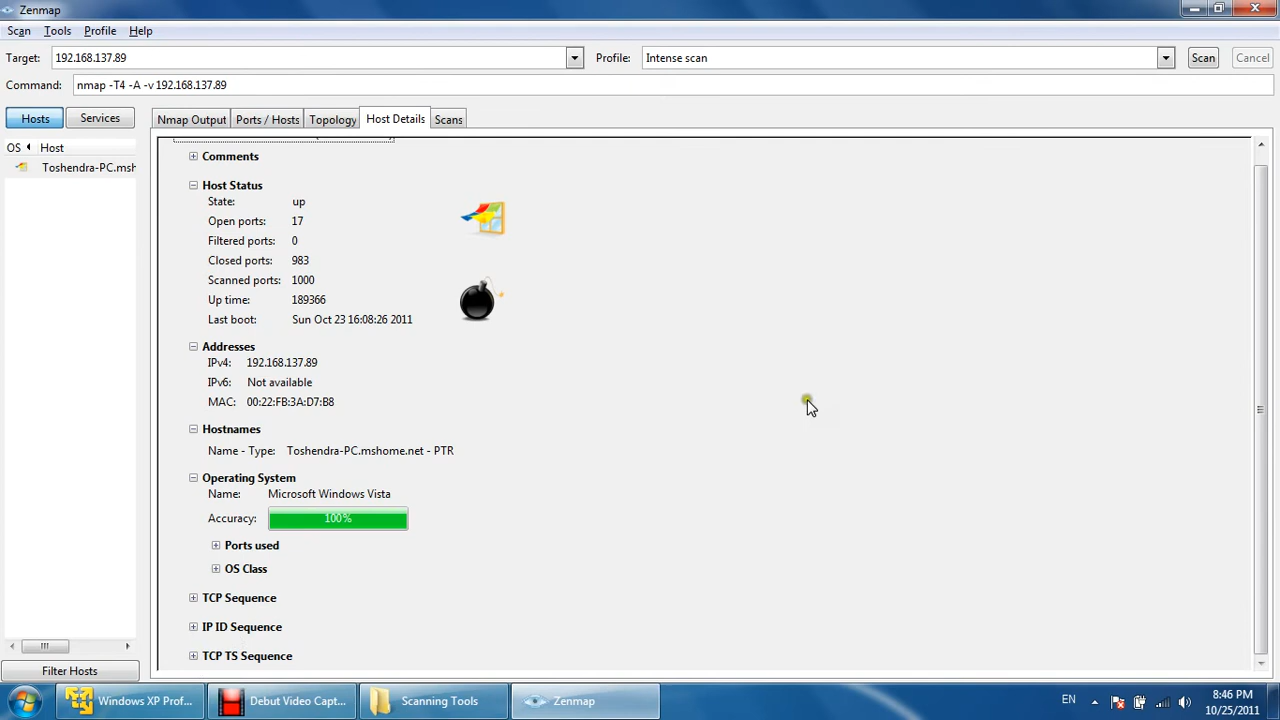 Zenmap
Scan Tools Profile Help
Target: 192.168.137.89 Profile: Intense scan Scan Cancel
Command: nmap -T4 -A -v 192.168.137.89
Hosts Services Nmap Output Ports / Hosts Topology Host Details Scans
OS Host
Toshendra-PC.msh
Comments
Host Status
State: up
Open ports: 17
Filtered ports: 0
Closed ports: 983
Scanned ports: 1000
Up time: 189366
Last boot: Sun Oct 23 16:08:26 2011
Addresses
IPv4: 192.168.137.89
IPv6: Not available
MAC: 00:22:FB:3A:D7:B8
Hostnames
Name - Type: Toshendra-PC.mshome.net - PTR
Operating System
Name: Microsoft Windows Vista
Accuracy: 100%
Ports used
OS Class
TCP Sequence
IP ID Sequence
TCP TS Sequence
Filter Hosts
Windows XP Prof... Debut Video Capt... Scanning Tools Zenmap EN 8:46 PM
10/25/2011